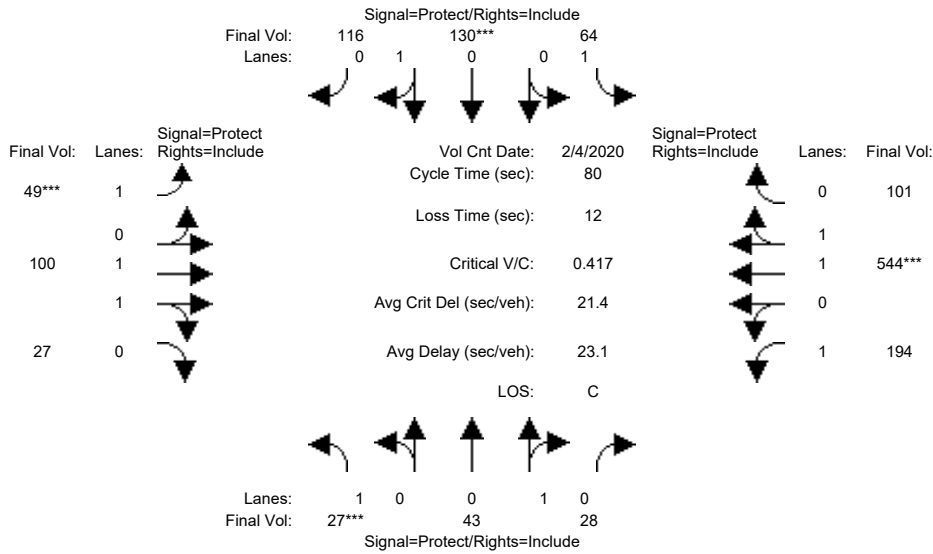 Signal=Protect/Rights=Include
Final Vol: 116 130*** 64
Lanes: 0 1 0 0 1
Signal=Protect
Final Vol: Lanes: Rights=Include
Vol Cnt Date: 2/4/2020
Signal=Protect
Rights=Include Lanes: Final Vol:
Cycle Time (sec): 80
49*** 1
0 101
Loss Time (sec): 12
0
1
100 1
Critical V/C: 0.417
1 544***
1
Avg Crit Del (sec/veh): 21.4
0
27 0
Avg Delay (sec/veh): 23.1
1 194
LOS: C
Lanes: 1 0 0 1 0
Final Vol: 27*** 43 28
Signal=Protect/Rights=Include